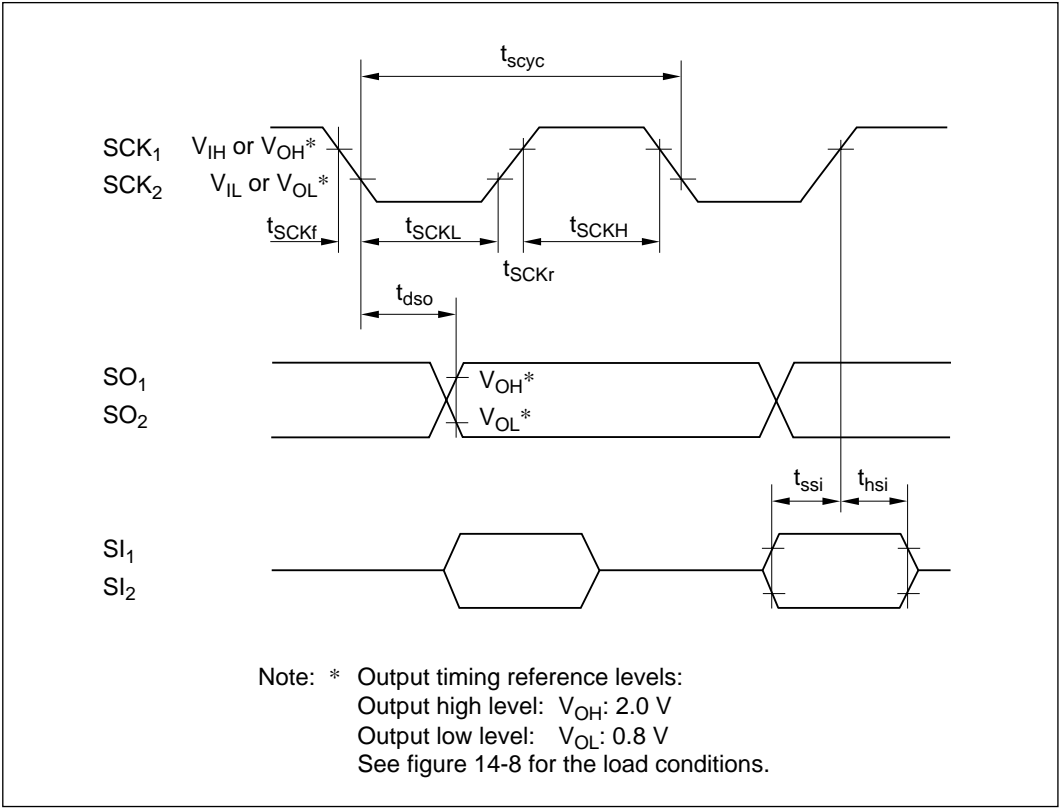 tscyc
SCK1 VIH or VOH*
SCK2 VIL or VOL*
tSCKf tSCKL tSCKH
tSCKr
tdso
SO1 VOH*
SO2 VOL*
tssi thsi
SI1
SI2
Note: * Output timing reference levels:
Output high level: VOH: 2.0 V
Output low level: VOL: 0.8 V
See figure 14-8 for the load conditions.